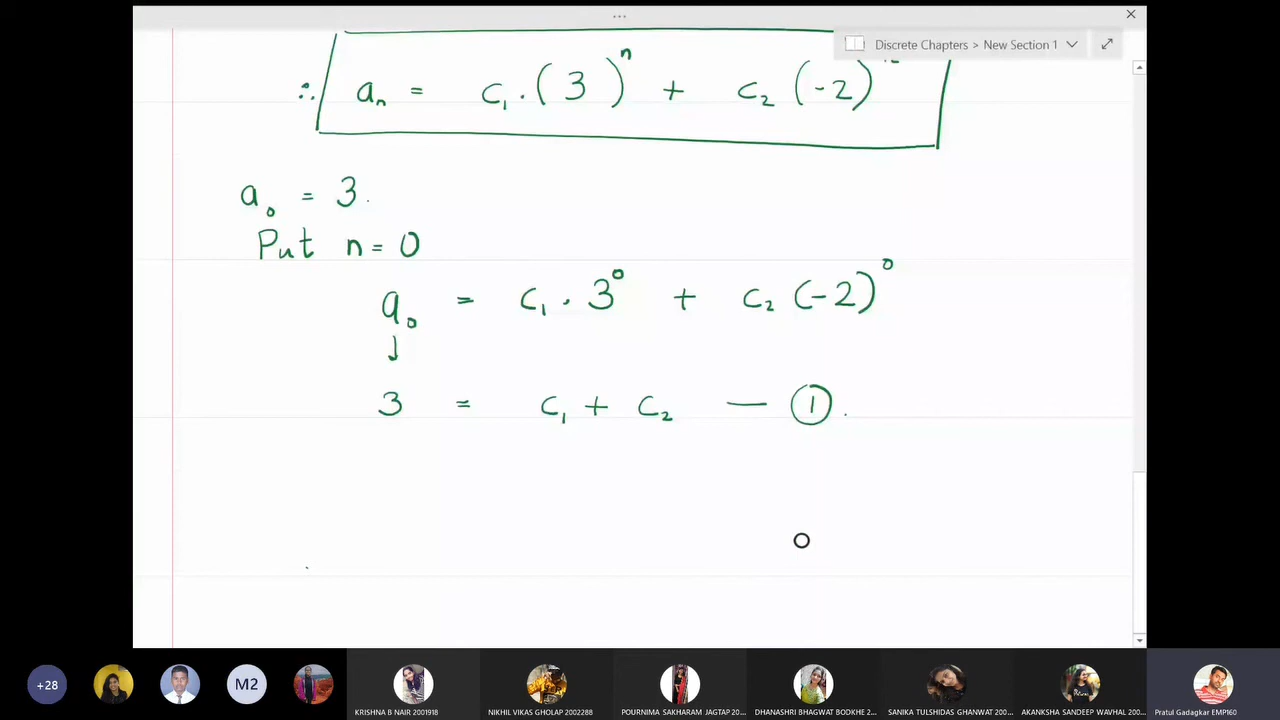 Discrete Chapters > New Section 1
∴ aₙ = c₁ · (3)ⁿ + c₂ (-2)ⁿ
a₀ = 3.
Put n = 0
a₀ = c₁ · 3⁰ + c₂ (-2)⁰
↓
3 = c₁ + c₂ — ①.
+28
M2
KRISHNA B NAIR 2001918
NIKHIL VIKAS GHOLAP 2002288
POURNIMA SAKHARAM JAGTAP 20...
DHANASHRI BHAGWAT BODKHE 2...
SANIKA TULSHIDAS GHANWAT 200...
AKANKSHA SANDEEP WAVHAL 200...
Pratul Gadagkar EMP160